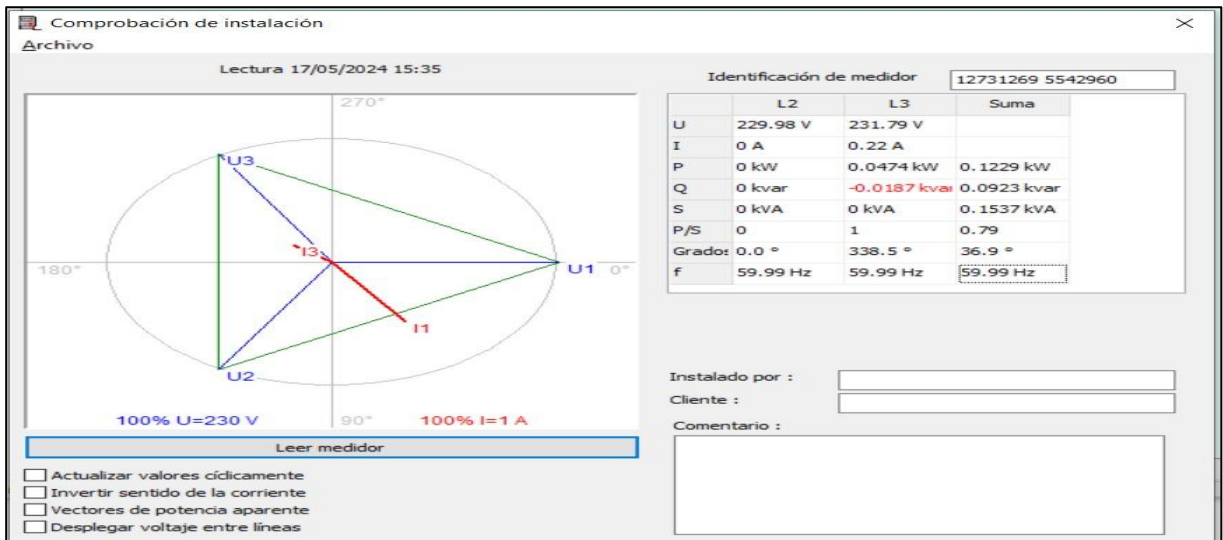 Comprobación de instalación
Archivo
Lectura 17/05/2024 15:35
270°
U3
I3
180°
U1 0°
I1
U2
100% U=230 V 90° 100% I=1 A
Leer medidor
Actualizar valores cíclicamente
Invertir sentido de la corriente
Vectores de potencia aparente
Desplegar voltaje entre líneas
Identificación de medidor 12731269 5542960
L2 L3 Suma
U 229.98 V 231.79 V
I 0 A 0.22 A
P 0 kW 0.0474 kW 0.1229 kW
Q 0 kvar -0.0187 kvar 0.0923 kvar
S 0 kVA 0 kVA 0.1537 kVA
P/S 0 1 0.79
Grados 0.0 ° 338.5 ° 36.9 °
f 59.99 Hz 59.99 Hz 59.99 Hz
Instalado por :
Cliente :
Comentario :